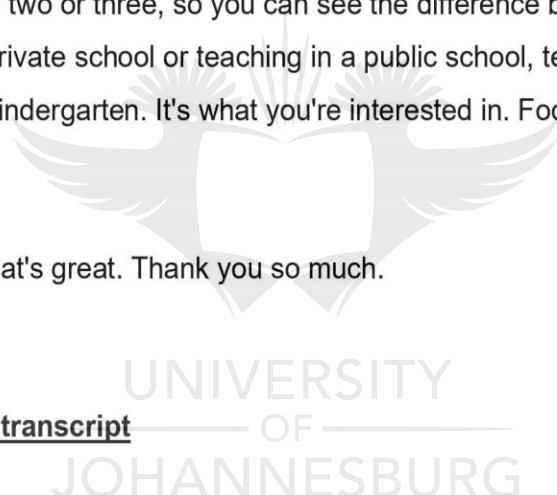 two or three, so you can see the difference b
rivate school or teaching in a public school, te
indergarten. It's what you're interested in. Foc
at's great. Thank you so much.
UNIVERSITY
transcript
OF
JOHANNESBURG